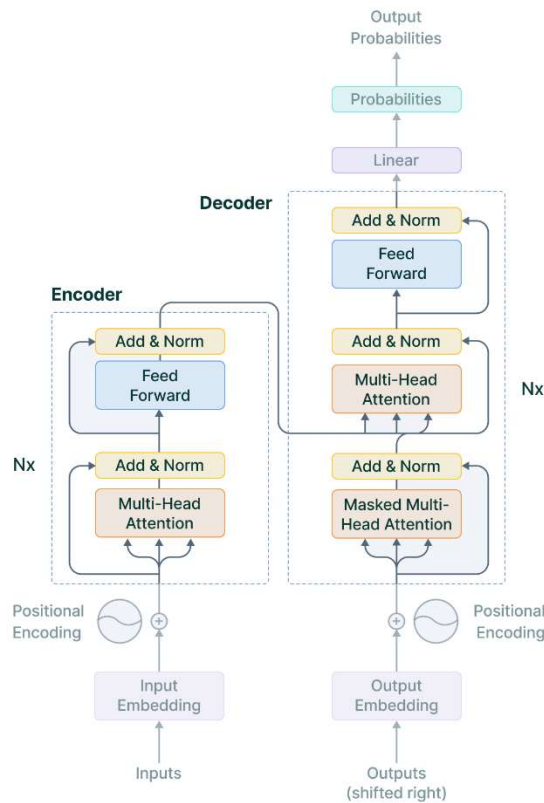 Output
Probabilities
Probabilities
Linear
Decoder
Add & Norm
Feed
Forward
Encoder
Add & Norm
Add & Norm
Feed
Forward
Multi-Head
Attention
Nx
Nx
Add & Norm
Add & Norm
Multi-Head
Attention
Masked Multi-
Head Attention
Positional
Encoding
+
+
Positional
Encoding
Input
Embedding
Output
Embedding
Inputs
Outputs
(shifted right)